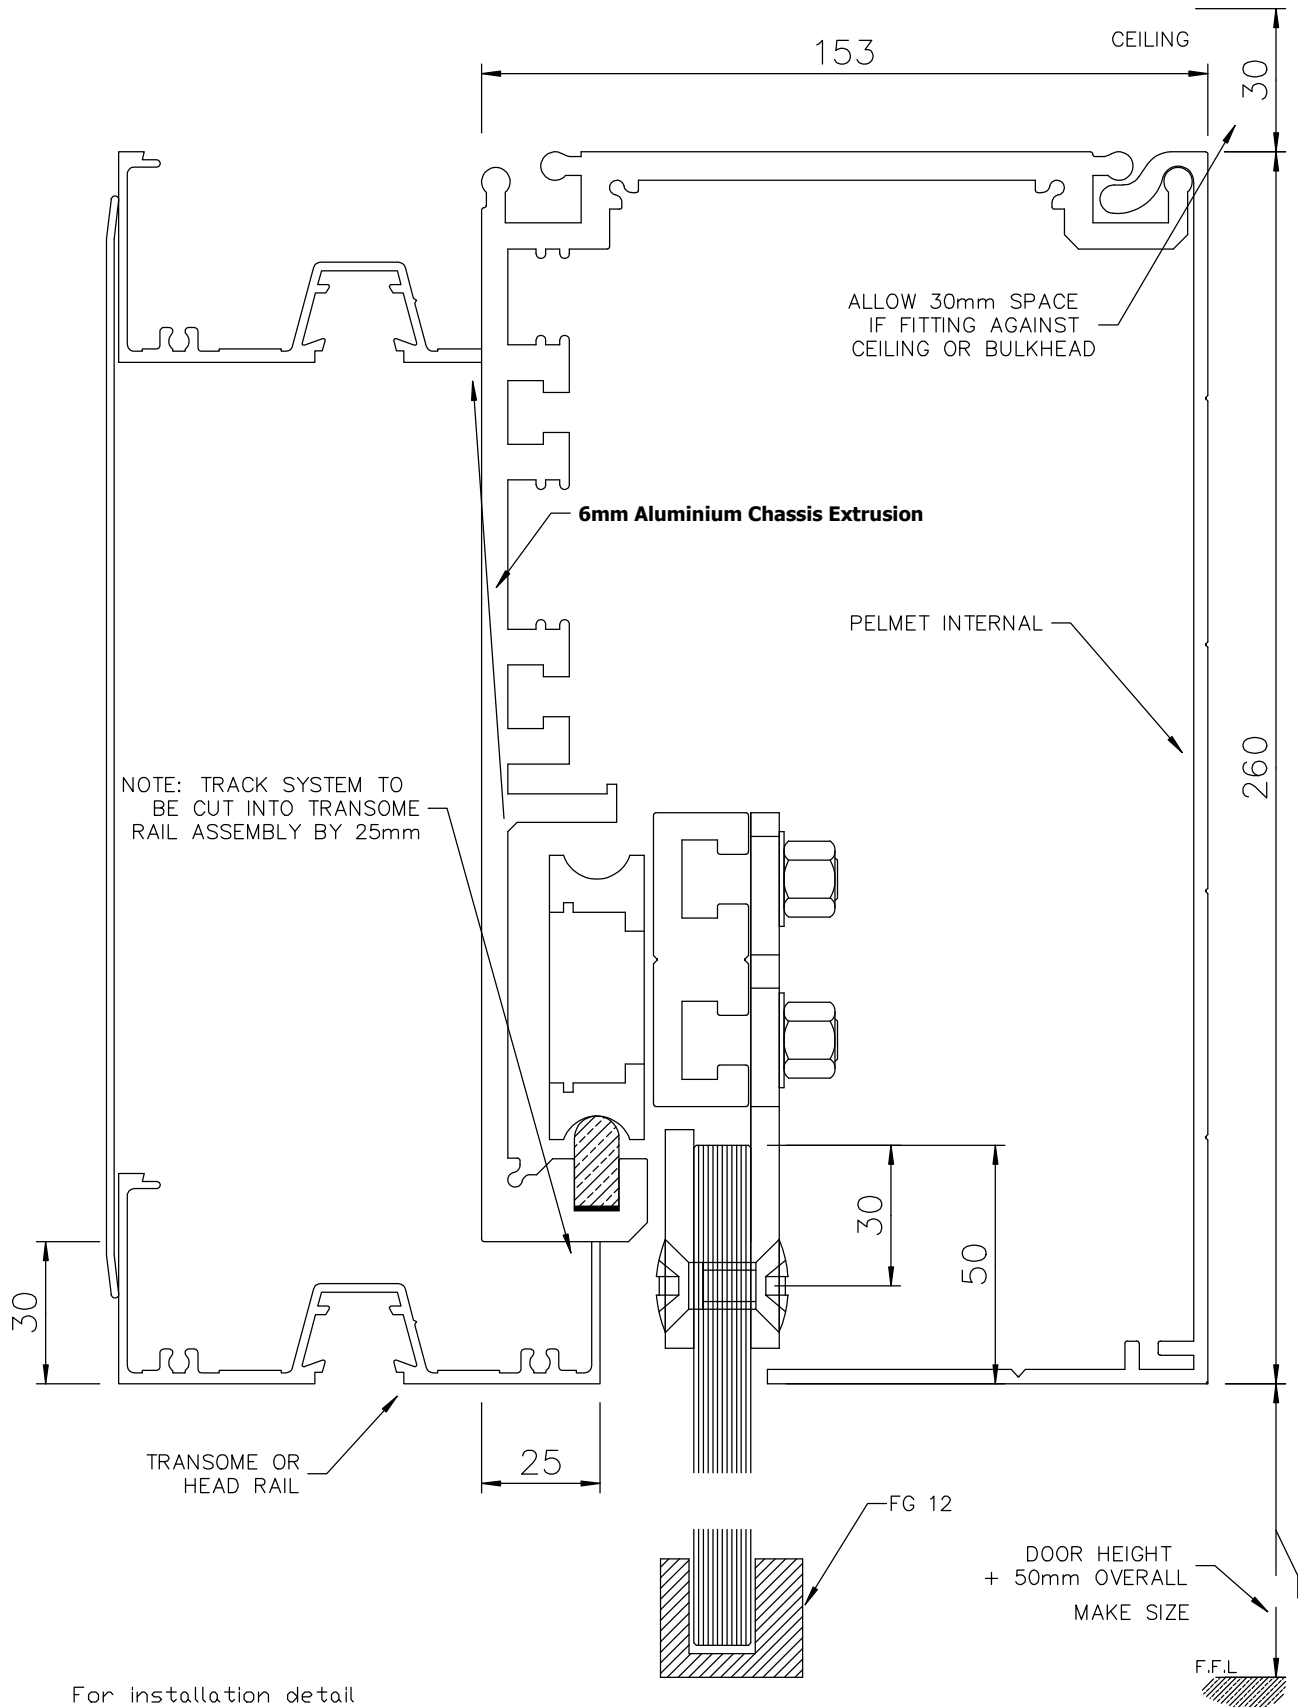 CEILING
153
30
ALLOW 30mm SPACE
IF FITTING AGAINST
CEILING OR BULKHEAD
6mm Aluminium Chassis Extrusion
PELMET INTERNAL
260
NOTE: TRACK SYSTEM TO
BE CUT INTO TRANSOME
RAIL ASSEMBLY BY 25mm
30
50
30
TRANSOME OR
HEAD RAIL
25
FG 12
DOOR HEIGHT
+ 50mm OVERALL
MAKE SIZE
F.F.L
For installation detail